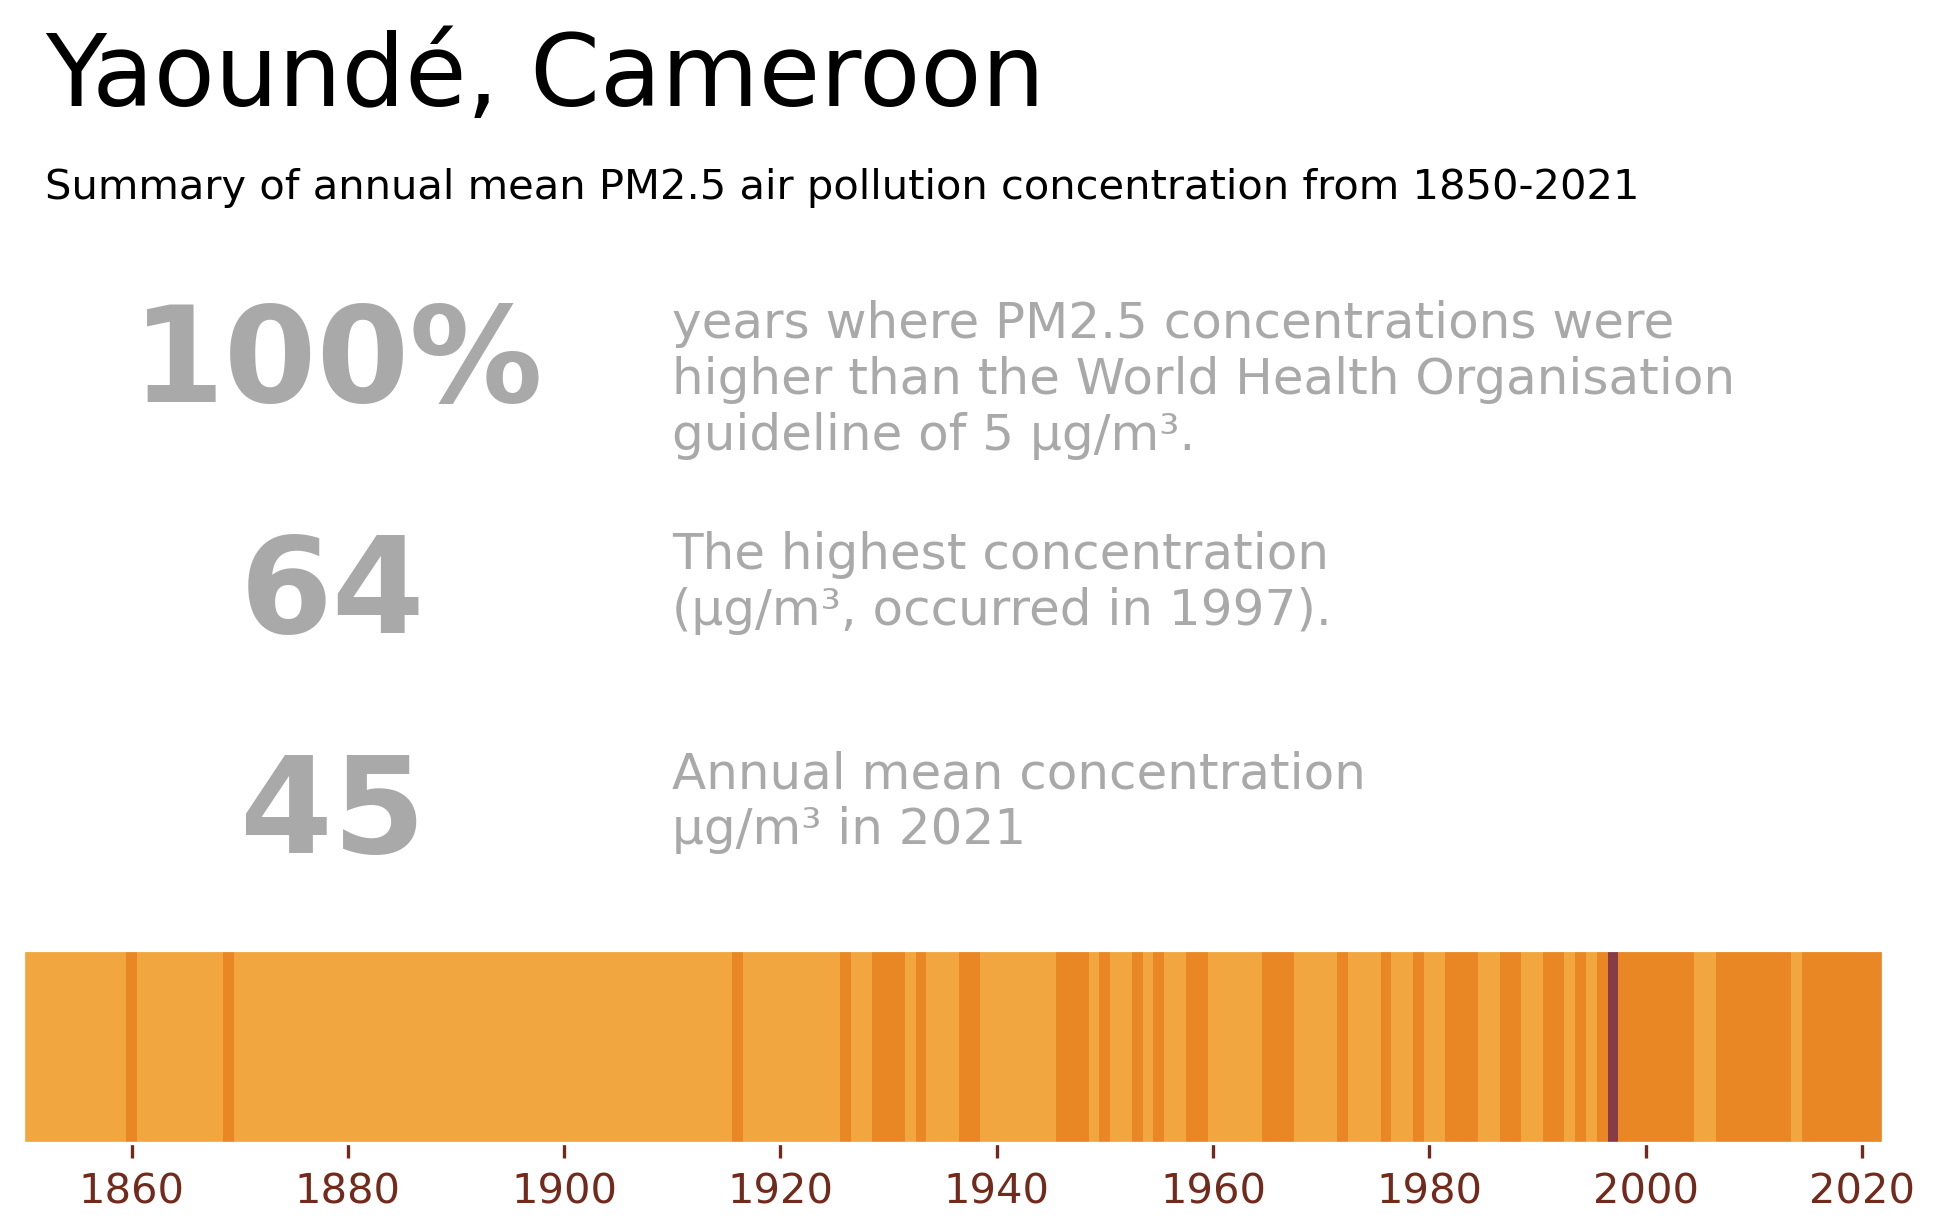 Yaoundé, Cameroon
Summary of annual mean PM2.5 air pollution concentration from 1850-2021
100%
years where PM2.5 concentrations were
higher than the World Health Organisation
guideline of 5 µg/m³.
64
The highest concentration
(µg/m³, occurred in 1997).
45
Annual mean concentration
µg/m³ in 2021
1860 1880 1900 1920 1940 1960 1980 2000 2020